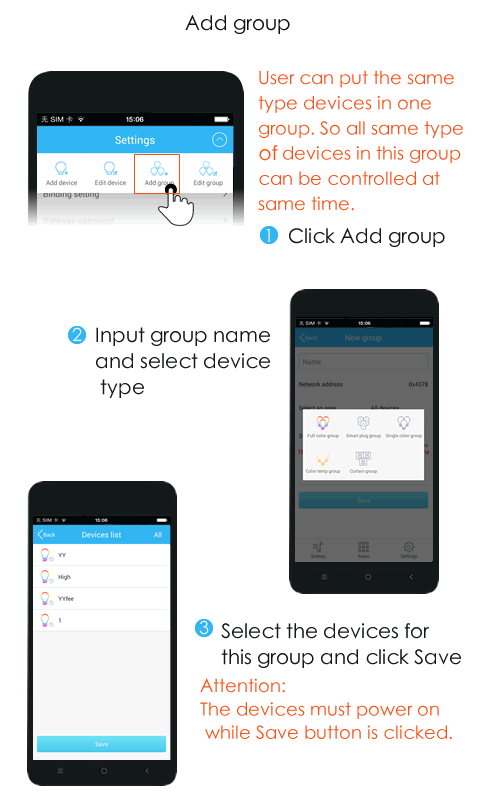 Add group
User can put the same
type devices in one
group. So all same type
of devices in this group
can be controlled at
same time.
无 SIM 卡 15:06
Settings
Add device Edit device Add group Edit group
Binding setting
Gateway password
1 Click Add group
2 Input group name
and select device
type
无 SIM 卡 15:06
Back New group
Name
Network address 0x4378
Select an area All devices
Full color group Smart plug group Single color group
Color temp group Curtain group
Save
Scenes Areas Settings
无 SIM 卡 15:06
Back Devices list All
YY
High
YYfee
1
Save
3 Select the devices for
this group and click Save
Attention:
The devices must power on
while Save button is clicked.